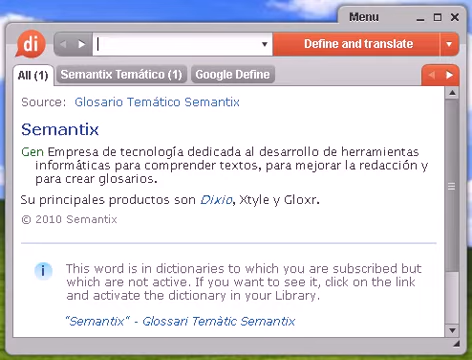 Menu
di
Define and translate
All (1)
Semantix Temático (1)
Google Define
Source: Glosario Temático Semantix
Semantix
Gen Empresa de tecnología dedicada al desarrollo de herramientas
informáticas para comprender textos, para mejorar la redacción y
para crear glosarios.
Su principales productos son Dixio, Xtyle y Gloxr.
© 2010 Semantix
i
This word is in dictionaries to which you are subscribed but
which are not active. If you want to see it, click on the link
and activate the dictionary in your Library.
"Semantix" - Glossari Temàtic Semantix